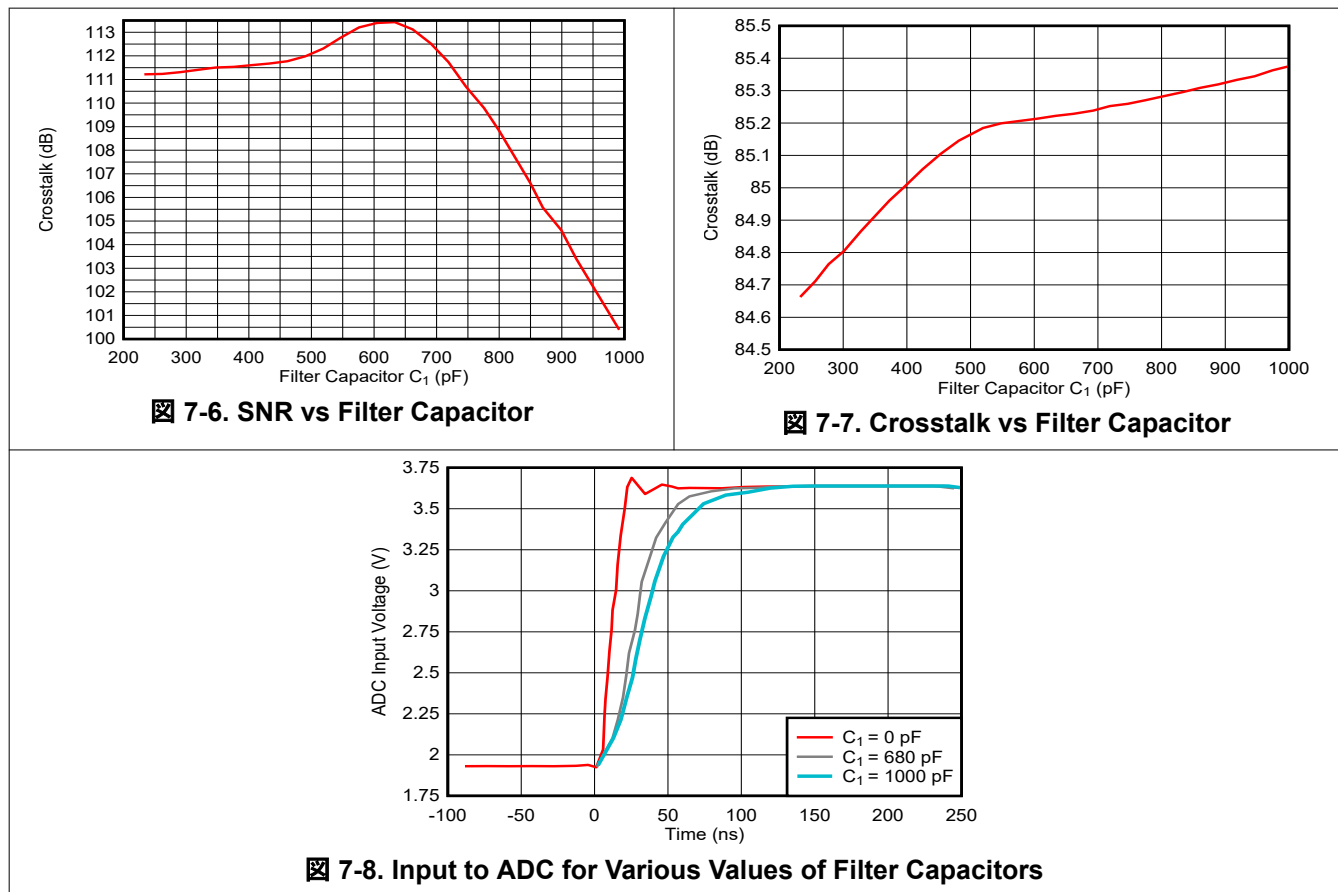 113
112
111
110
109
108
107
106
105
104
103
102
101
100
Crosstalk (dB)
200 300 400 500 600 700 800 900 1000
Filter Capacitor C1 (pF)
図 7-6. SNR vs Filter Capacitor
85.5
85.4
85.3
85.2
85.1
85
84.9
84.8
84.7
84.6
84.5
Crosstalk (dB)
200 300 400 500 600 700 800 900 1000
Filter Capacitor C1 (pF)
図 7-7. Crosstalk vs Filter Capacitor
3.75
3.5
3.25
3
2.75
2.5
2.25
2
1.75
ADC Input Voltage (V)
C1 = 0 pF
C1 = 680 pF
C1 = 1000 pF
-100 -50 0 50 100 150 200 250
Time (ns)
図 7-8. Input to ADC for Various Values of Filter Capacitors